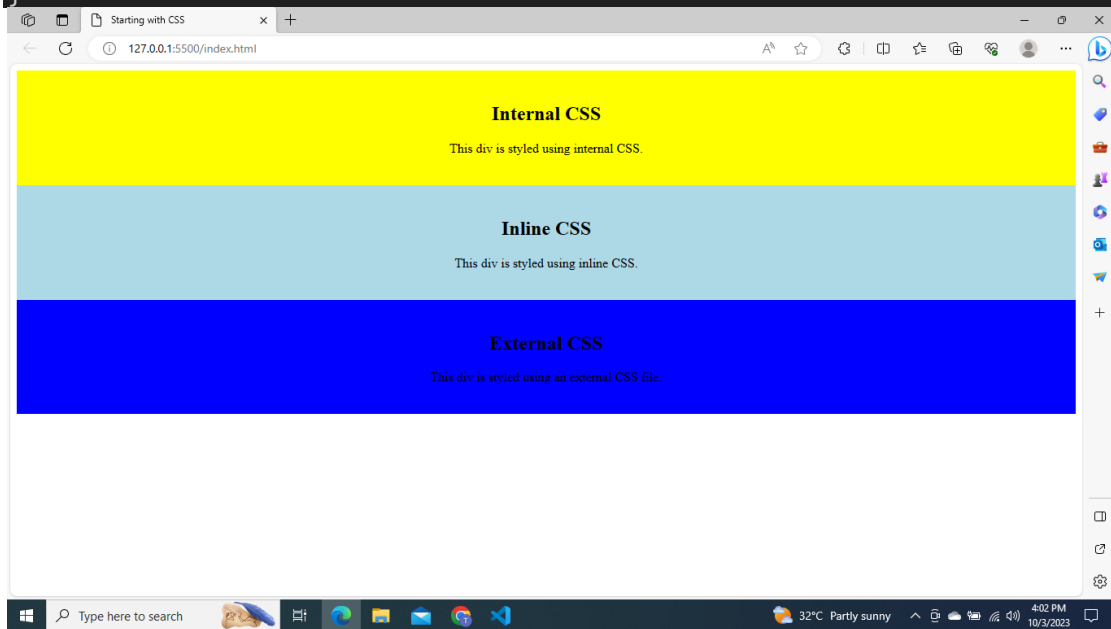 Starting with CSS
127.0.0.1:5500/index.html
Internal CSS
This div is styled using internal CSS.
Inline CSS
This div is styled using inline CSS.
External CSS
This div is styled using an external CSS file.
Type here to search
32°C Partly sunny
4:02 PM
10/3/2023